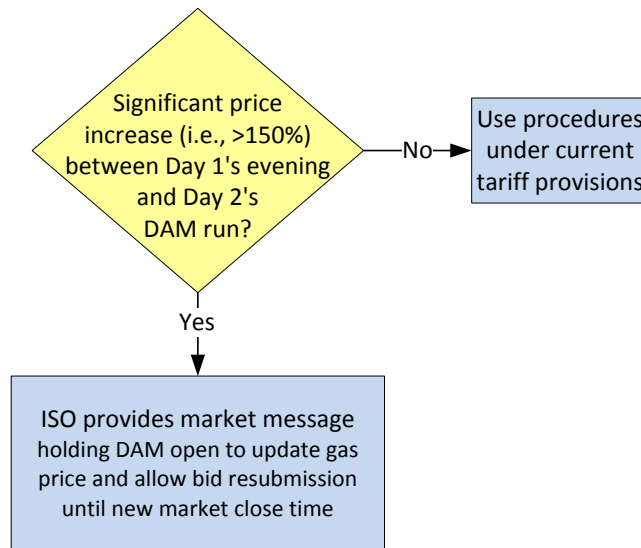 Significant price
increase (i.e., >150%)
between Day 1's evening
and Day 2's
DAM run?
No
Use procedures
under current
tariff provisions
Yes
ISO provides market message
holding DAM open to update gas
price and allow bid resubmission
until new market close time